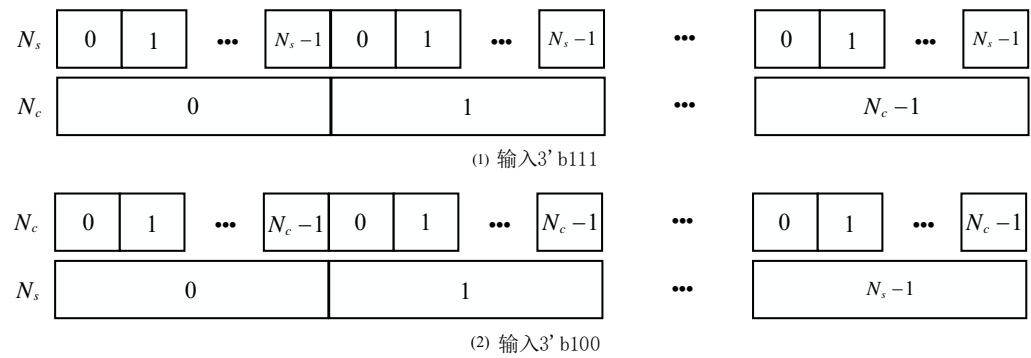 N_s 0 1 ••• N_s−1 0 1 ••• N_s−1 ••• 0 1 ••• N_s−1
N_c 0 1 ••• N_c−1
(1) 输入3’b111
N_c 0 1 ••• N_c−1 0 1 ••• N_c−1 ••• 0 1 ••• N_c−1
N_s 0 1 ••• N_s−1
(2) 输入3’b100